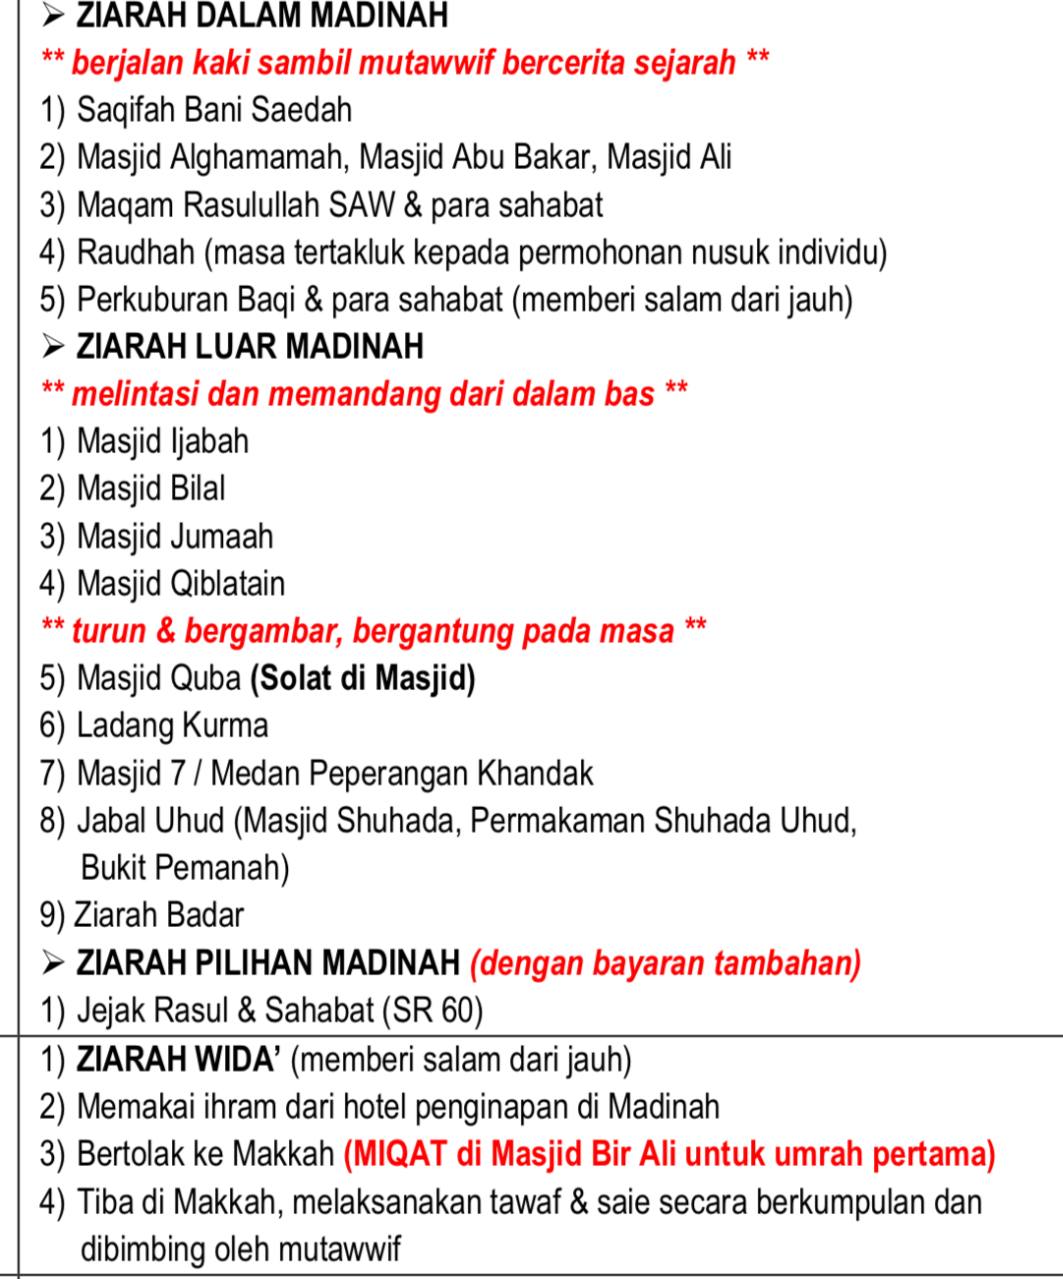 ➢ ZIARAH DALAM MADINAH
** berjalan kaki sambil mutawwif bercerita sejarah **
1) Saqifah Bani Saedah
2) Masjid Alghamamah, Masjid Abu Bakar, Masjid Ali
3) Maqam Rasulullah SAW & para sahabat
4) Raudhah (masa tertakluk kepada permohonan nusuk individu)
5) Perkuburan Baqi & para sahabat (memberi salam dari jauh)
➢ ZIARAH LUAR MADINAH
** melintasi dan memandang dari dalam bas **
1) Masjid Ijabah
2) Masjid Bilal
3) Masjid Jumaah
4) Masjid Qiblatain
** turun & bergambar, bergantung pada masa **
5) Masjid Quba (Solat di Masjid)
6) Ladang Kurma
7) Masjid 7 / Medan Peperangan Khandak
8) Jabal Uhud (Masjid Shuhada, Permakaman Shuhada Uhud,
Bukit Pemanah)
9) Ziarah Badar
➢ ZIARAH PILIHAN MADINAH (dengan bayaran tambahan)
1) Jejak Rasul & Sahabat (SR 60)
1) ZIARAH WIDA’ (memberi salam dari jauh)
2) Memakai ihram dari hotel penginapan di Madinah
3) Bertolak ke Makkah (MIQAT di Masjid Bir Ali untuk umrah pertama)
4) Tiba di Makkah, melaksanakan tawaf & saie secara berkumpulan dan
dibimbing oleh mutawwif